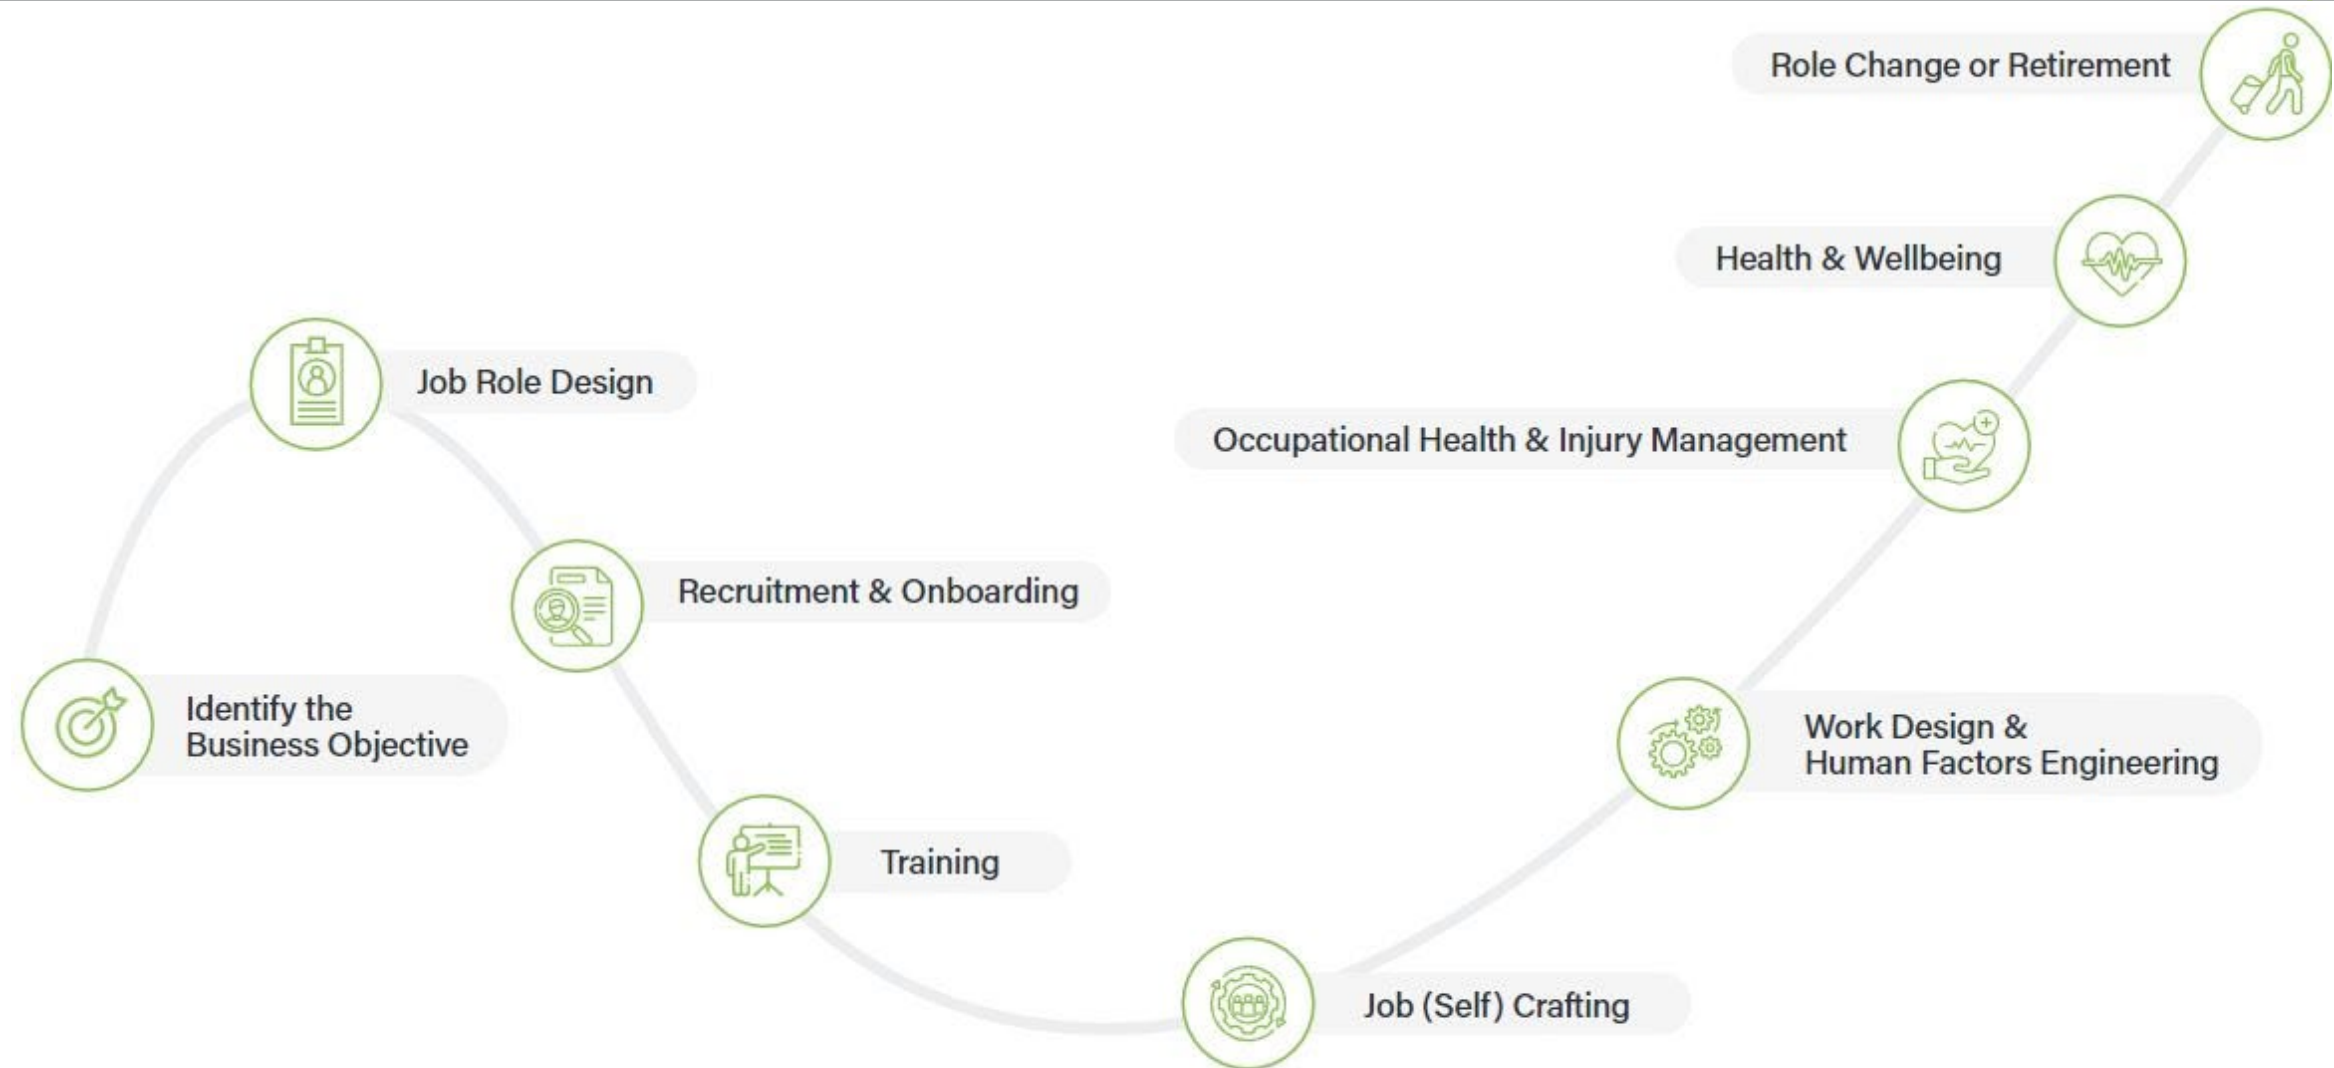 Identify the
Business Objective
Job Role Design
Recruitment & Onboarding
Training
Job (Self) Crafting
Work Design &
Human Factors Engineering
Occupational Health & Injury Management
Health & Wellbeing
Role Change or Retirement